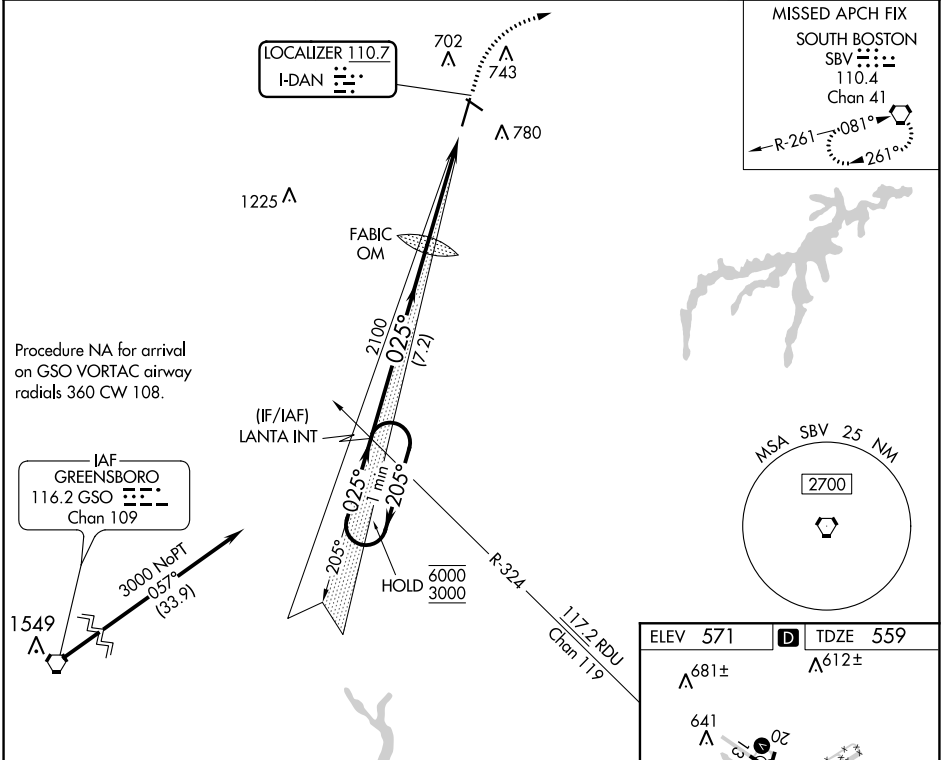 MISSED APCH FIX
SOUTH BOSTON
SBV
110.4
Chan 41
R-261
081°
261°
LOCALIZER 110.7
I-DAN
702
743
780
1225
FABIC
OM
2100
025°
(7.2)
Procedure NA for arrival
on GSO VORTAC airway
radials 360 CW 108.
(IF/IAF)
LANTA INT
IAF
GREENSBORO
116.2 GSO
Chan 109
3000 NoPT
057°
(33.9)
1549
025°
1 min
205°
205°
HOLD 6000
3000
R-324
117.2 RDU
Chan 119
MSA SBV 25 NM
2700
ELEV 571 D TDZE 559
681±
612±
641
13
V
20